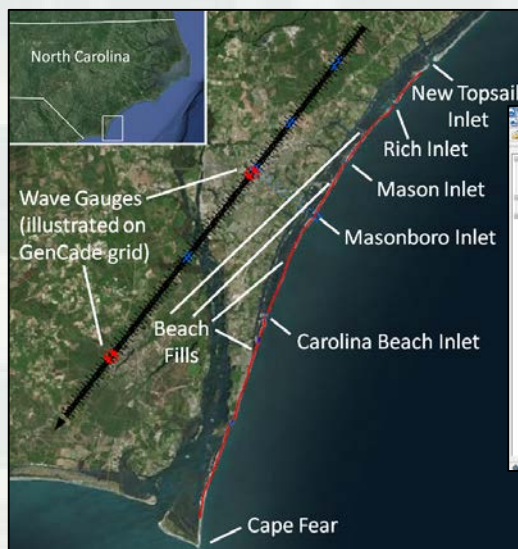 North Carolina
New Topsail
Inlet
Rich Inlet
Mason Inlet
Masonboro Inlet
Wave Gauges
(illustrated on
GenCade grid)
Beach
Fills
Carolina Beach Inlet
Cape Fear